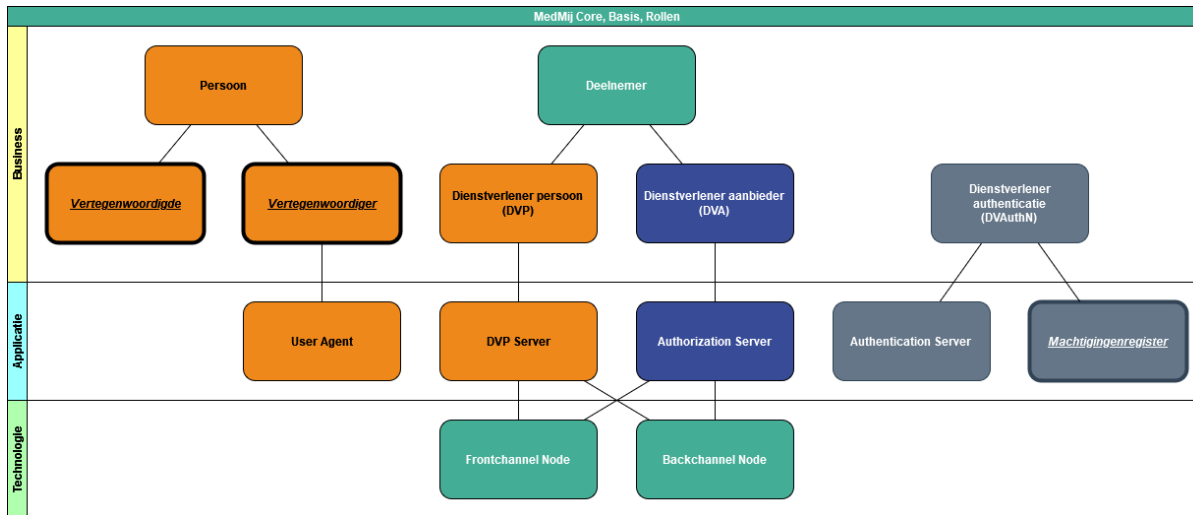 MedMij Core, Basis, Rollen
Business
Persoon
Deelnemer
Vertegenwoordigde
Vertegenwoordiger
Dienstverlener persoon
(DVP)
Dienstverlener aanbieder
(DVA)
Dienstverlener
authenticatie
(DVAuthN)
Applicatie
User Agent
DVP Server
Authorization Server
Authentication Server
Machtigingenregister
Technologie
Frontchannel Node
Backchannel Node